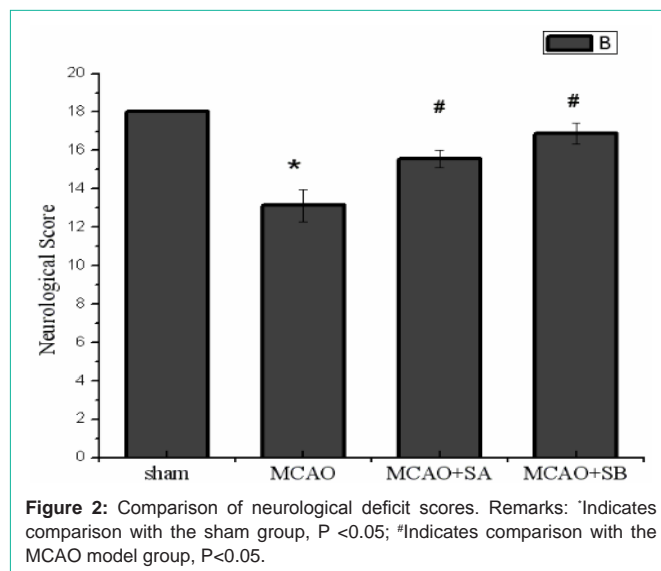 B
20
18
16
14
12
10
8
6
4
2
0
Neurological Score
*
#
#
sham MCAO MCAO+SA MCAO+SB
Figure 2: Comparison of neurological deficit scores. Remarks: *Indicates
comparison with the sham group, P <0.05; #Indicates comparison with the
MCAO model group, P<0.05.